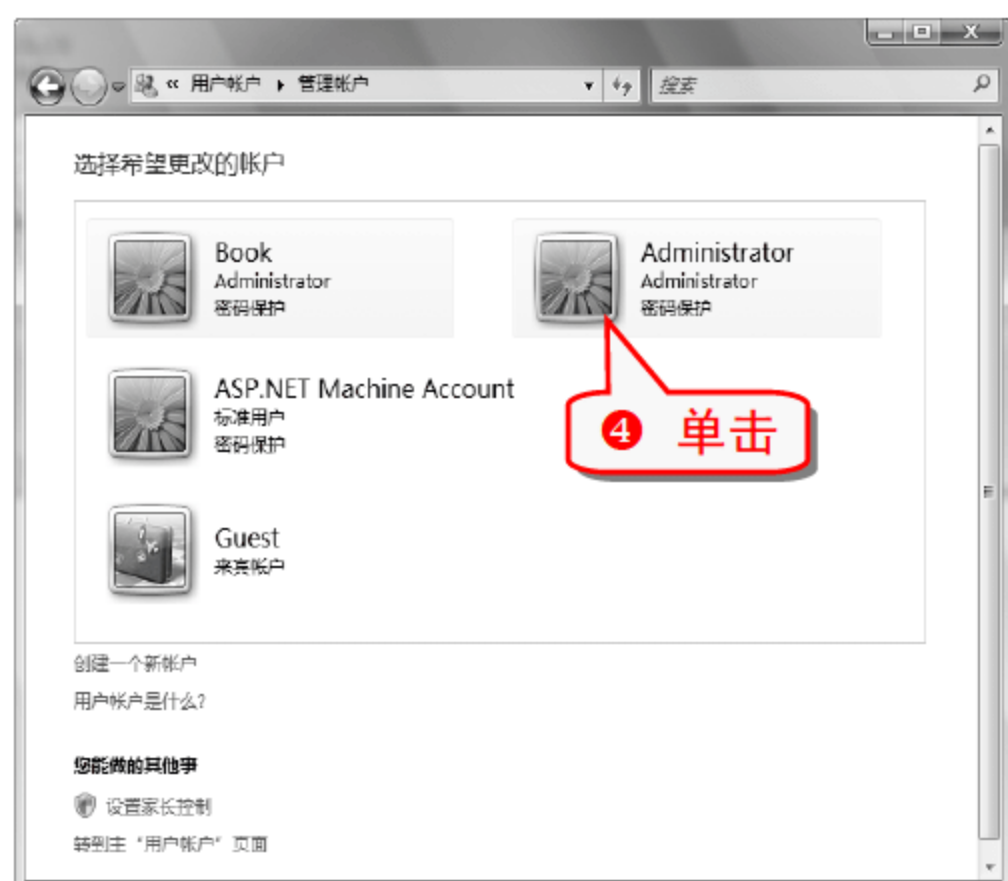 « 用户帐户 ▸ 管理帐户
搜索
选择希望更改的帐户
Book
Administrator
密码保护
Administrator
Administrator
密码保护
ASP.NET Machine Account
标准用户
密码保护
❹ 单击
Guest
来宾帐户
创建一个新帐户
用户帐户是什么?
您能做的其他事
设置家长控制
转到主“用户帐户”页面